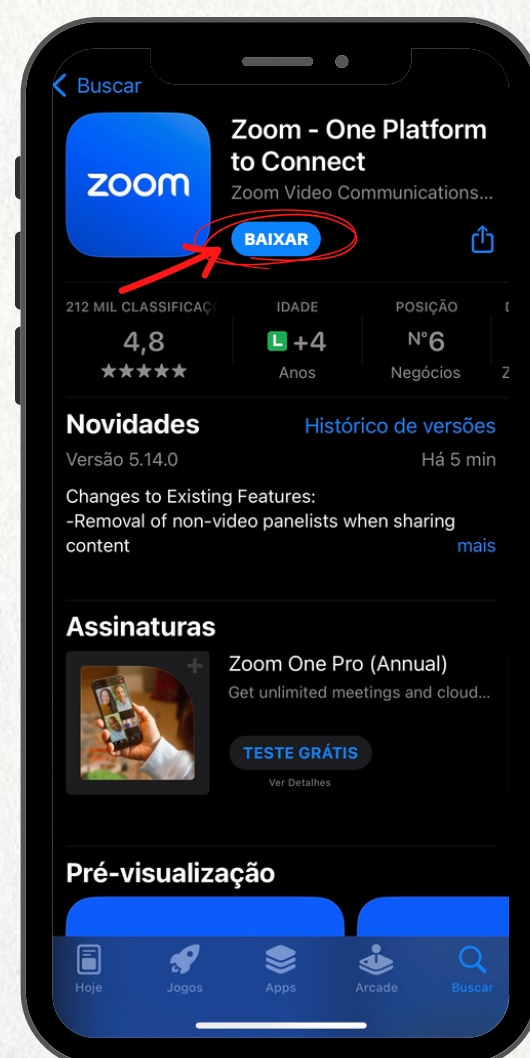 Buscar
zoom
Zoom - One Platform
to Connect
Zoom Video Communications...
BAIXAR
212 MIL CLASSIFICAÇ
IDADE
POSIÇÃO
4,8
L +4
N°6
★★★★★
Anos
Negócios
Z
Novidades
Histórico de versões
Versão 5.14.0
Há 5 min
Changes to Existing Features:
-Removal of non-video panelists when sharing
content
mais
Assinaturas
Zoom One Pro (Annual)
Get unlimited meetings and cloud...
TESTE GRÁTIS
Ver Detalhes
Pré-visualização
Hoje
Jogos
Apps
Arcade
Buscar